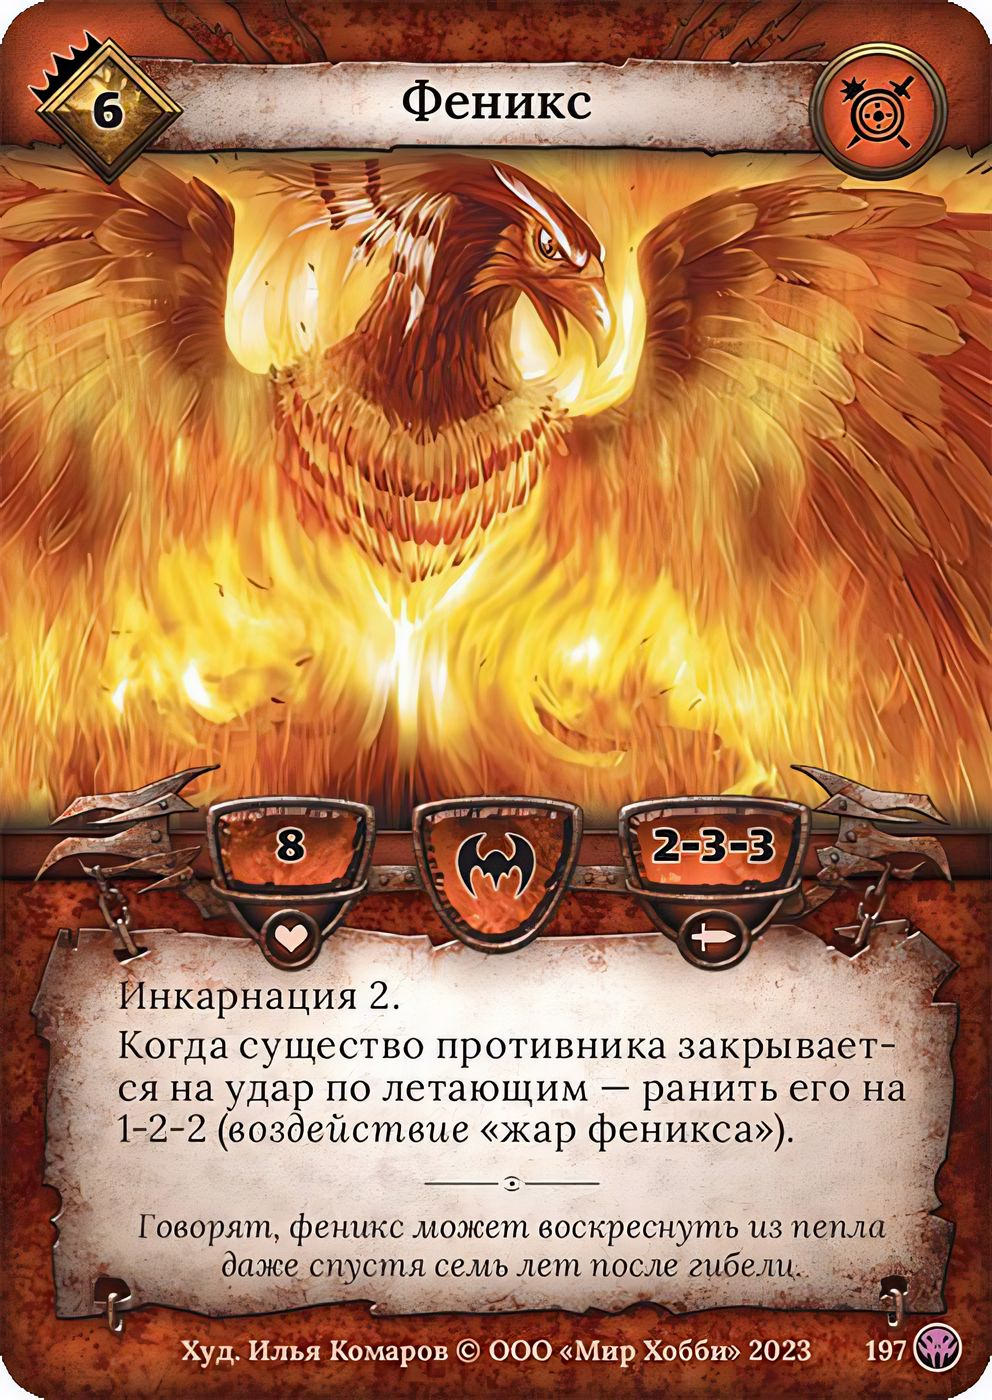 6
Феникс
8
2-3-3
Инкарнация 2.
Когда существо противника закрывает-
ся на удар по летающим — ранить его на
1-2-2 (воздействие «жар феникса»).
Говорят, феникс может воскреснуть из пепла
даже спустя семь лет после гибели.
Худ. Илья Комаров © ООО «Мир Хобби» 2023
197